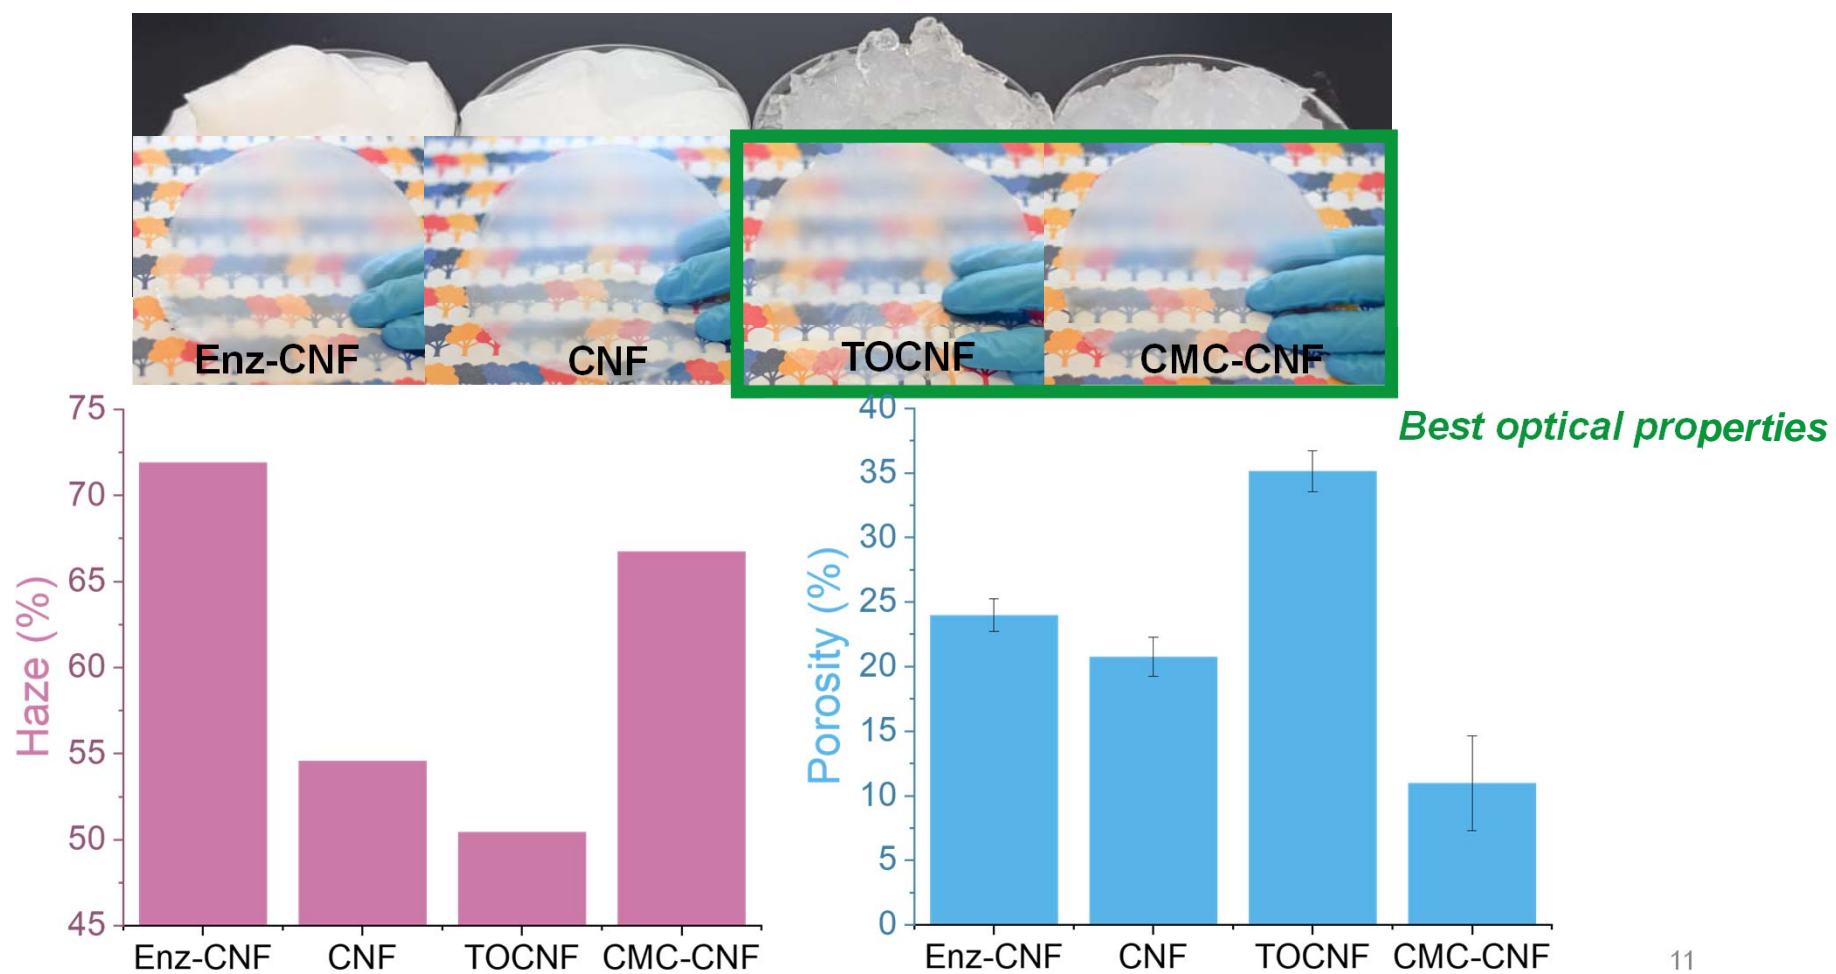 Enz-CNF
CNF
TOCNF
CMC-CNF
Best optical properties
75
70
65
60
55
50
45
Haze (%)
Enz-CNF
CNF
TOCNF
CMC-CNF
40
35
30
25
20
15
10
5
0
Porosity (%)
Enz-CNF
CNF
TOCNF
CMC-CNF
11